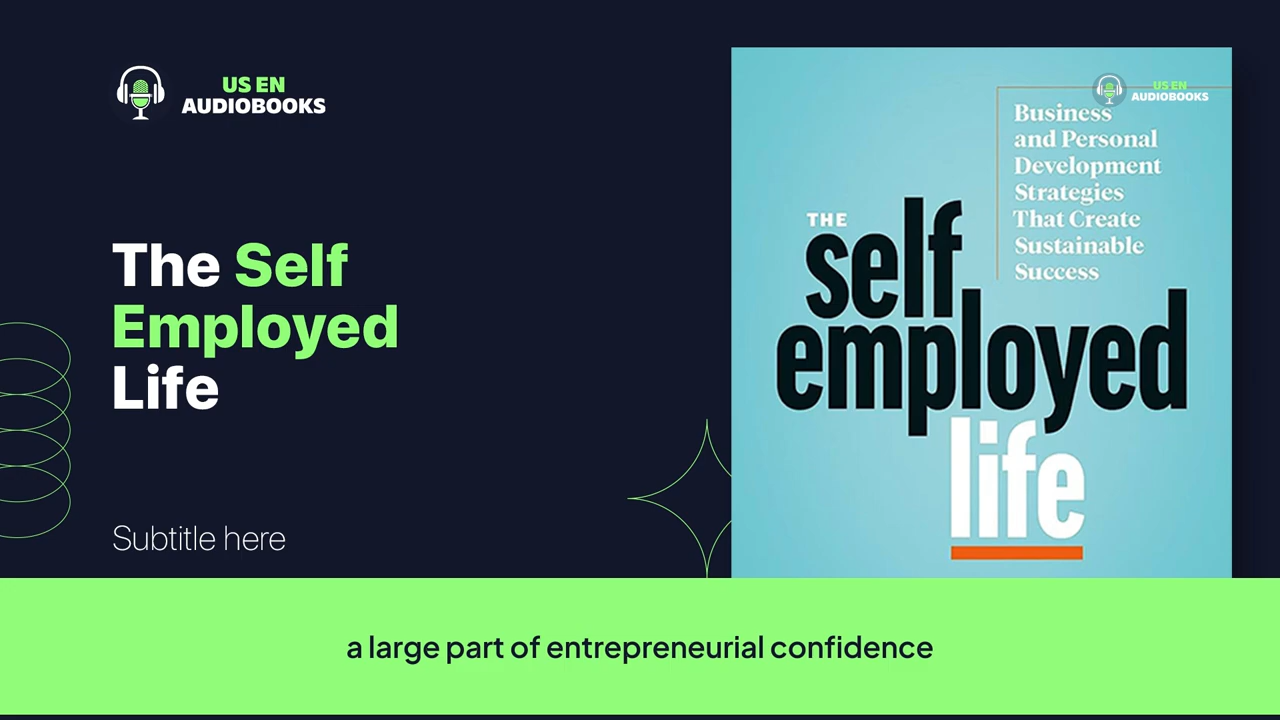 US EN
AUDIOBOOKS
The Self
Employed
Life
Subtitle here
US EN
AUDIOBOOKS
Business
and Personal
Development
Strategies
That Create
Sustainable
Success
THE
self
employed
life
a large part of entrepreneurial confidence